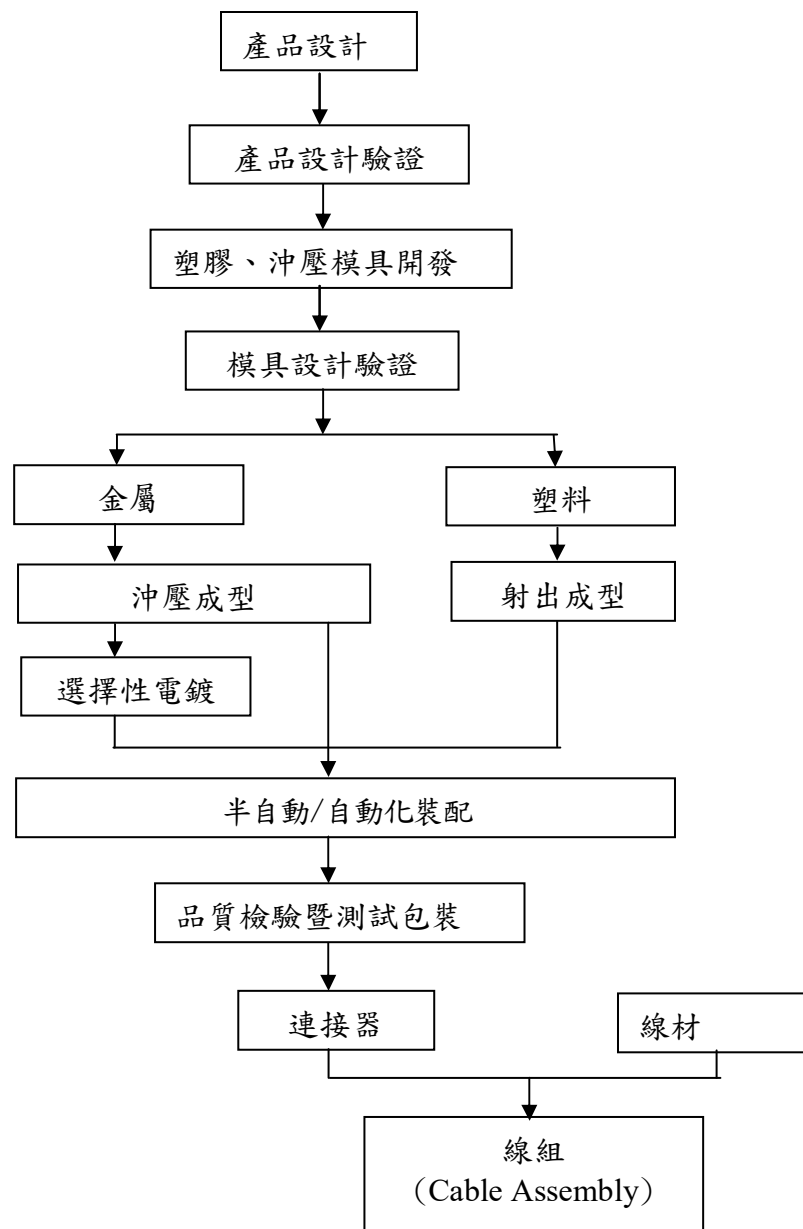 產品設計
產品設計驗證
塑膠、沖壓模具開發
模具設計驗證
金屬
塑料
沖壓成型
射出成型
選擇性電鍍
半自動/自動化裝配
品質檢驗暨測試包裝
連接器
線材
線組
（Cable Assembly）